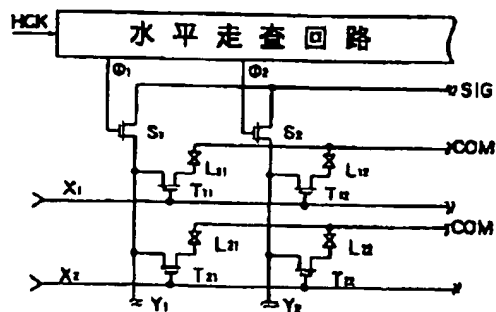 HCK
水平走査回路
Φ1 Φ2
SIG
S1 S2
COM
L11 L12
T11 T12
X1
COM
L21 L22
T21 T22
X2
Y1 Y2